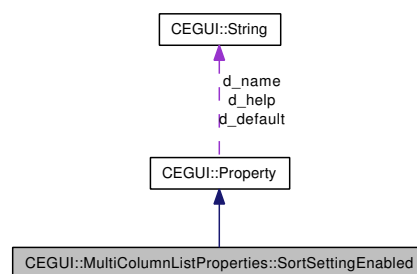 CEGUI::String
d_name
d_help
d_default
CEGUI::Property
CEGUI::MultiColumnListProperties::SortSettingEnabled